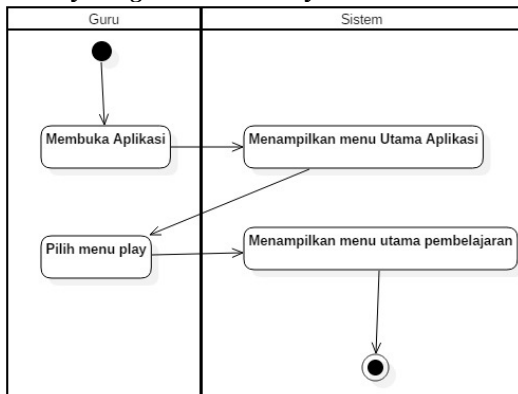 Guru
Sistem
Membuka Aplikasi
Menampilkan menu Utama Aplikasi
Pilih menu play
Menampilkan menu utama pembelajaran